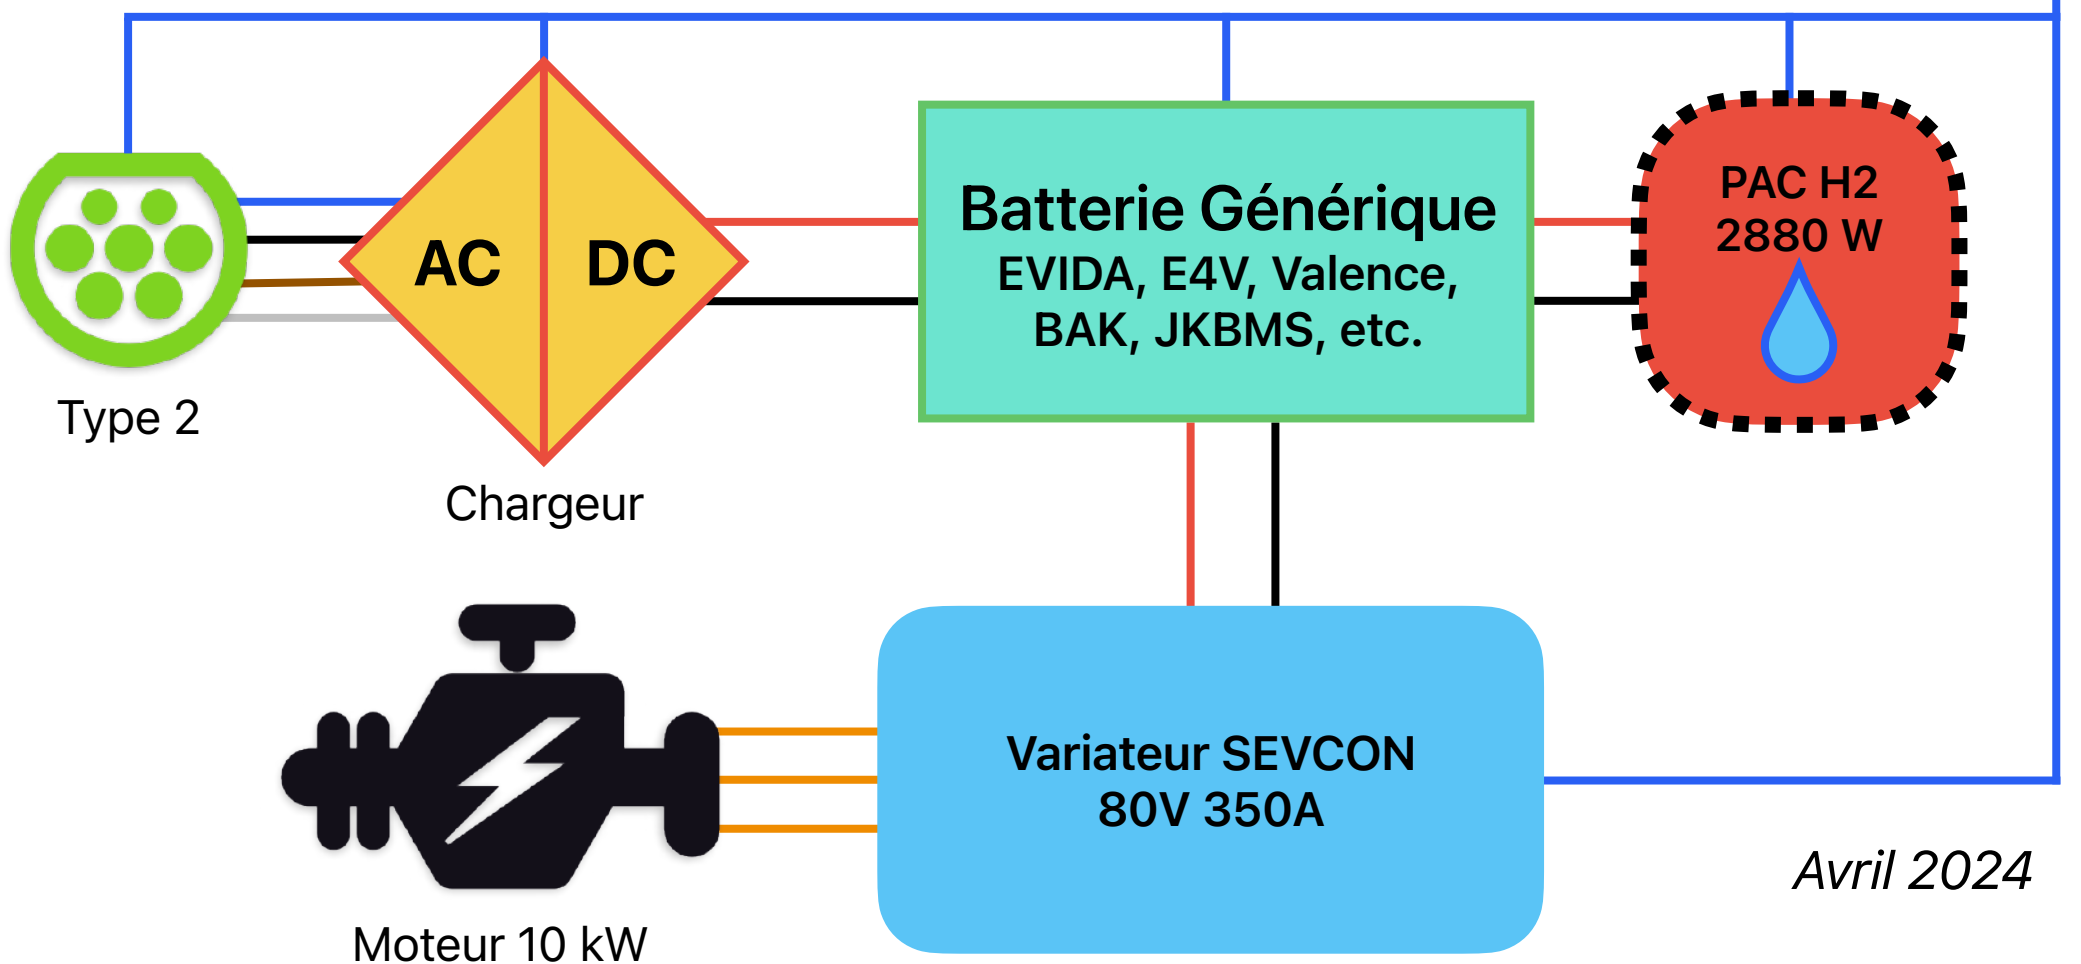 PAC H2
2880 W
Batterie Générique
EVIDA, E4V, Valence,
BAK, JKBMS, etc.
AC
DC
Type 2
Chargeur
Variateur SEVCON
80V 350A
Avril 2024
Moteur 10 kW